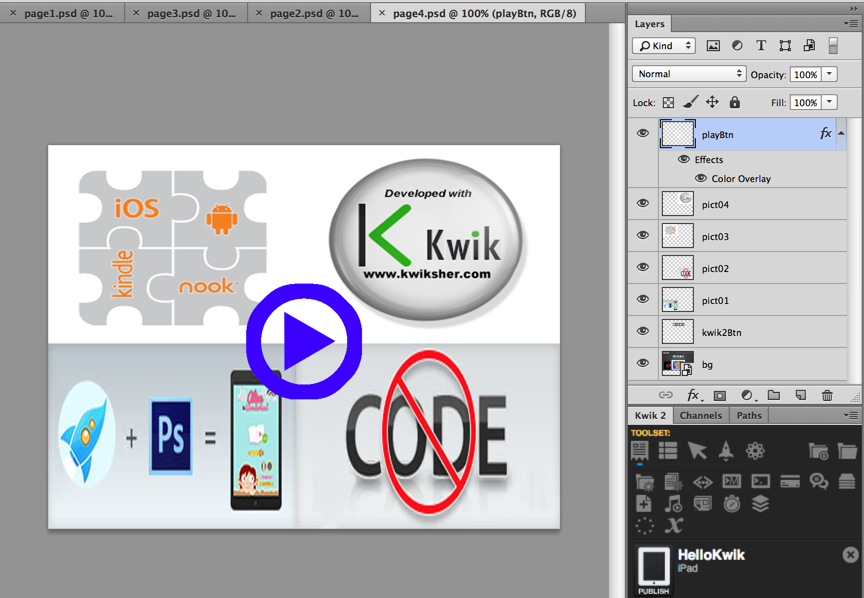 page1.psd @ 10...
page3.psd @ 10...
page2.psd @ 10...
page4.psd @ 100% (playBtn, RGB/8)
Layers
Kind
Normal
Opacity: 100%
Lock:
Fill: 100%
playBtn
fx
Effects
Color Overlay
pict04
pict03
pict02
pict01
kwik2Btn
bg
fx
Kwik 2
Channels
Paths
TOOLSET:
HelloKwik
iPad
PUBLISH
iOS
kindle
nook
Developed with
K Kwik
www.kwiksher.com
+ Ps =
CODE